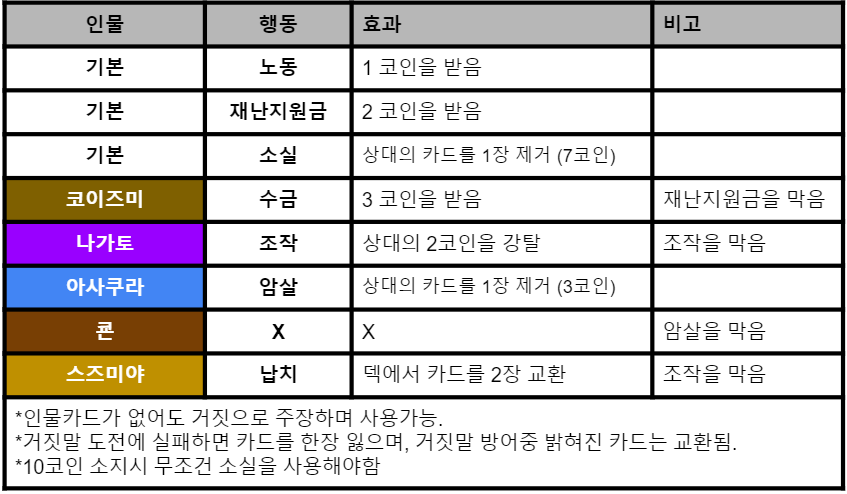 인물 행동 효과 비고
기본 노동 1 코인을 받음
기본 재난지원금 2 코인을 받음
기본 소실 상대의 카드를 1장 제거 (7코인)
코이즈미 수금 3 코인을 받음 재난지원금을 막음
나가토 조작 상대의 2코인을 강탈 조작을 막음
아사쿠라 암살 상대의 카드를 1장 제거 (3코인)
쿈 X X 암살을 막음
스즈미야 납치 덱에서 카드를 2장 교환 조작을 막음
*인물카드가 없어도 거짓으로 주장하며 사용가능.
*거짓말 도전에 실패하면 카드를 한장 잃으며, 거짓말 방어중 밝혀진 카드는 교환됨.
*10코인 소지시 무조건 소실을 사용해야함